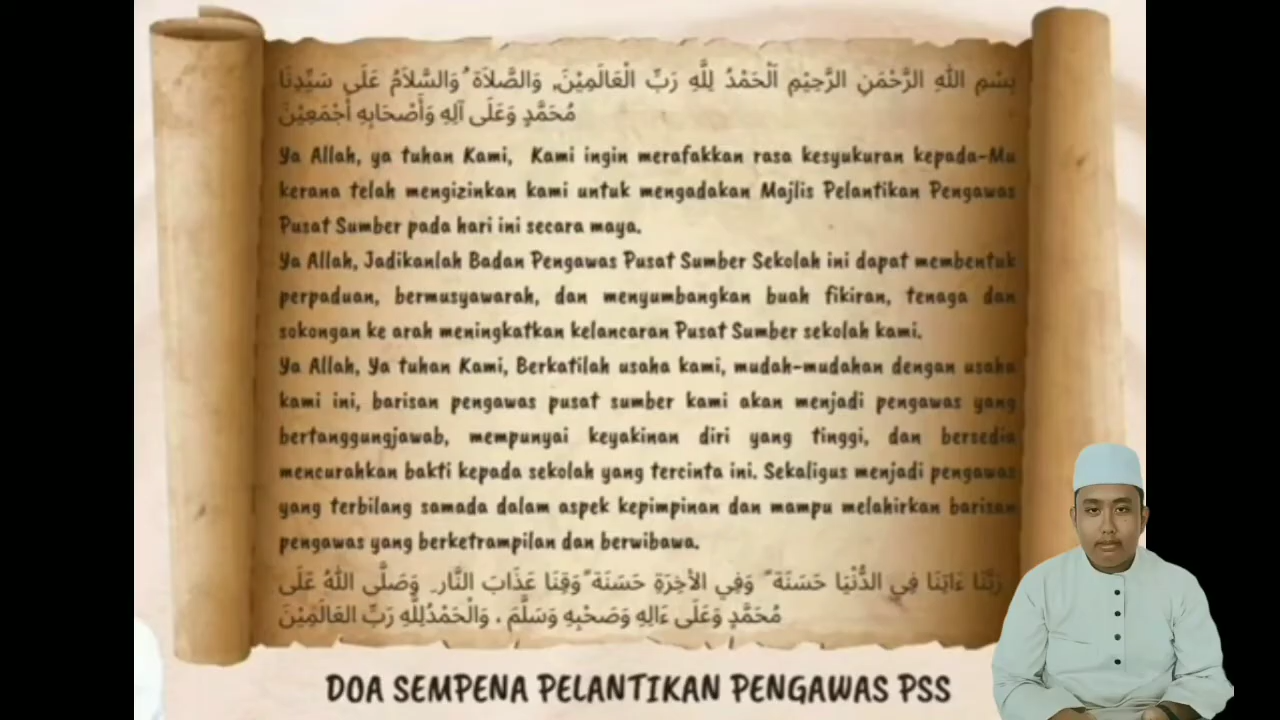 بِسْمِ اللهِ الرَّحْمَنِ الرَّحِيْمِ اَلْحَمْدُ لِلَّهِ رَبِّ الْعَالَمِيْنَ, وَالصَّلَاةُ وَالسَّلَامُ عَلَى سَيِّدِنَا
مُحَمَّدٍ وَعَلَى آلِهِ وَأَصْحَابِهِ أَجْمَعِيْنَ
Ya Allah, ya tuhan Kami, Kami ingin merafakkan rasa kesyukuran kepada-Mu
kerana telah mengizinkan kami untuk mengadakan Majlis Pelantikan Pengawas
Pusat Sumber pada hari ini secara maya.
Ya Allah, Jadikanlah Badan Pengawas Pusat Sumber Sekolah ini dapat membentuk
perpaduan, bermusyawarah, dan menyumbangkan buah fikiran, tenaga dan
sokongan ke arah meningkatkan kelancaran Pusat Sumber sekolah kami.
Ya Allah, Ya tuhan Kami, Berkatilah usaha kami, mudah-mudahan dengan usaha
kami ini, barisan pengawas pusat sumber kami akan menjadi pengawas yang
bertanggungjawab, mempunyai keyakinan diri yang tinggi, dan bersedia
mencurahkan bakti kepada sekolah yang tercinta ini. Sekaligus menjadi pengawas
yang terbilang samada dalam aspek kepimpinan dan mampu melahirkan barisan
pengawas yang berketrampilan dan berwibawa.
رَبَّنَا ءَاتِنَا فِي الدُّنْيَا حَسَنَةً وَفِي الأَخِرَةِ حَسَنَةً وَقِنَا عَذَابَ النَّارِ. وَصَلَّى اللهُ عَلَى
مُحَمَّدٍ وَعَلَى ءَالِهِ وَصَحْبِهِ وَسَلَّمَ ، وَالْحَمْدُلِلَّهِ رَبِّ العَالَمِيْنَ
DOA SEMPENA PELANTIKAN PENGAWAS PSS